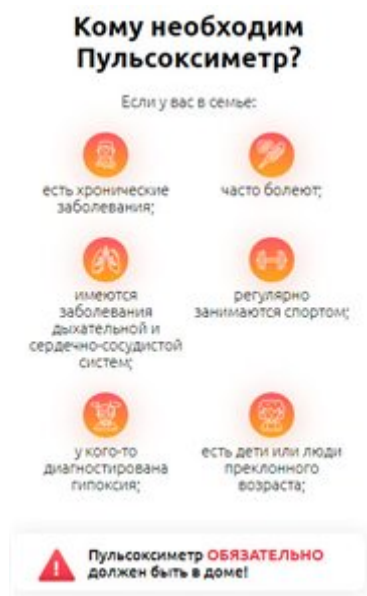 Кому необходим
Пульсоксиметр?
Если у вас в семье:
есть хронические
заболевания;
часто болеют;
имеются
заболевания
дыхательной и
сердечно-сосудистой
систем;
регулярно
занимаются спортом;
у кого-то
диагностирована
гипоксия;
есть дети или люди
преклонного
возраста;
Пульсоксиметр ОБЯЗАТЕЛЬНО
должен быть в доме!